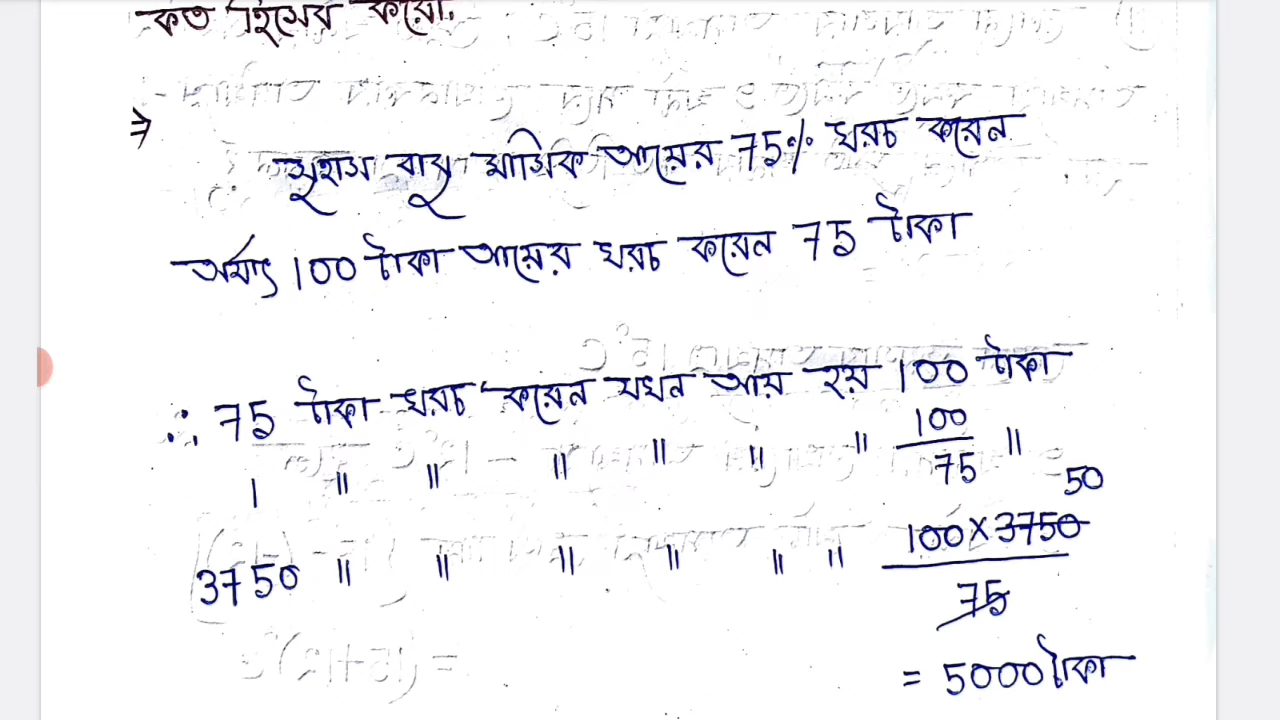 কত হিসেব করো.
⇒
সুহাস বাবু মাসিক আয়ের 75% খরচ করেন
অর্থাৎ 100 টাকা আয়ের খরচ করেন 75 টাকা
∴ 75 টাকা খরচ করেন যখন আয় হয় 100 টাকা
1 " " " " " " 100/75 "
50
3750 " " " " " " 100 × 3750 / 75
= 5000 টাকা